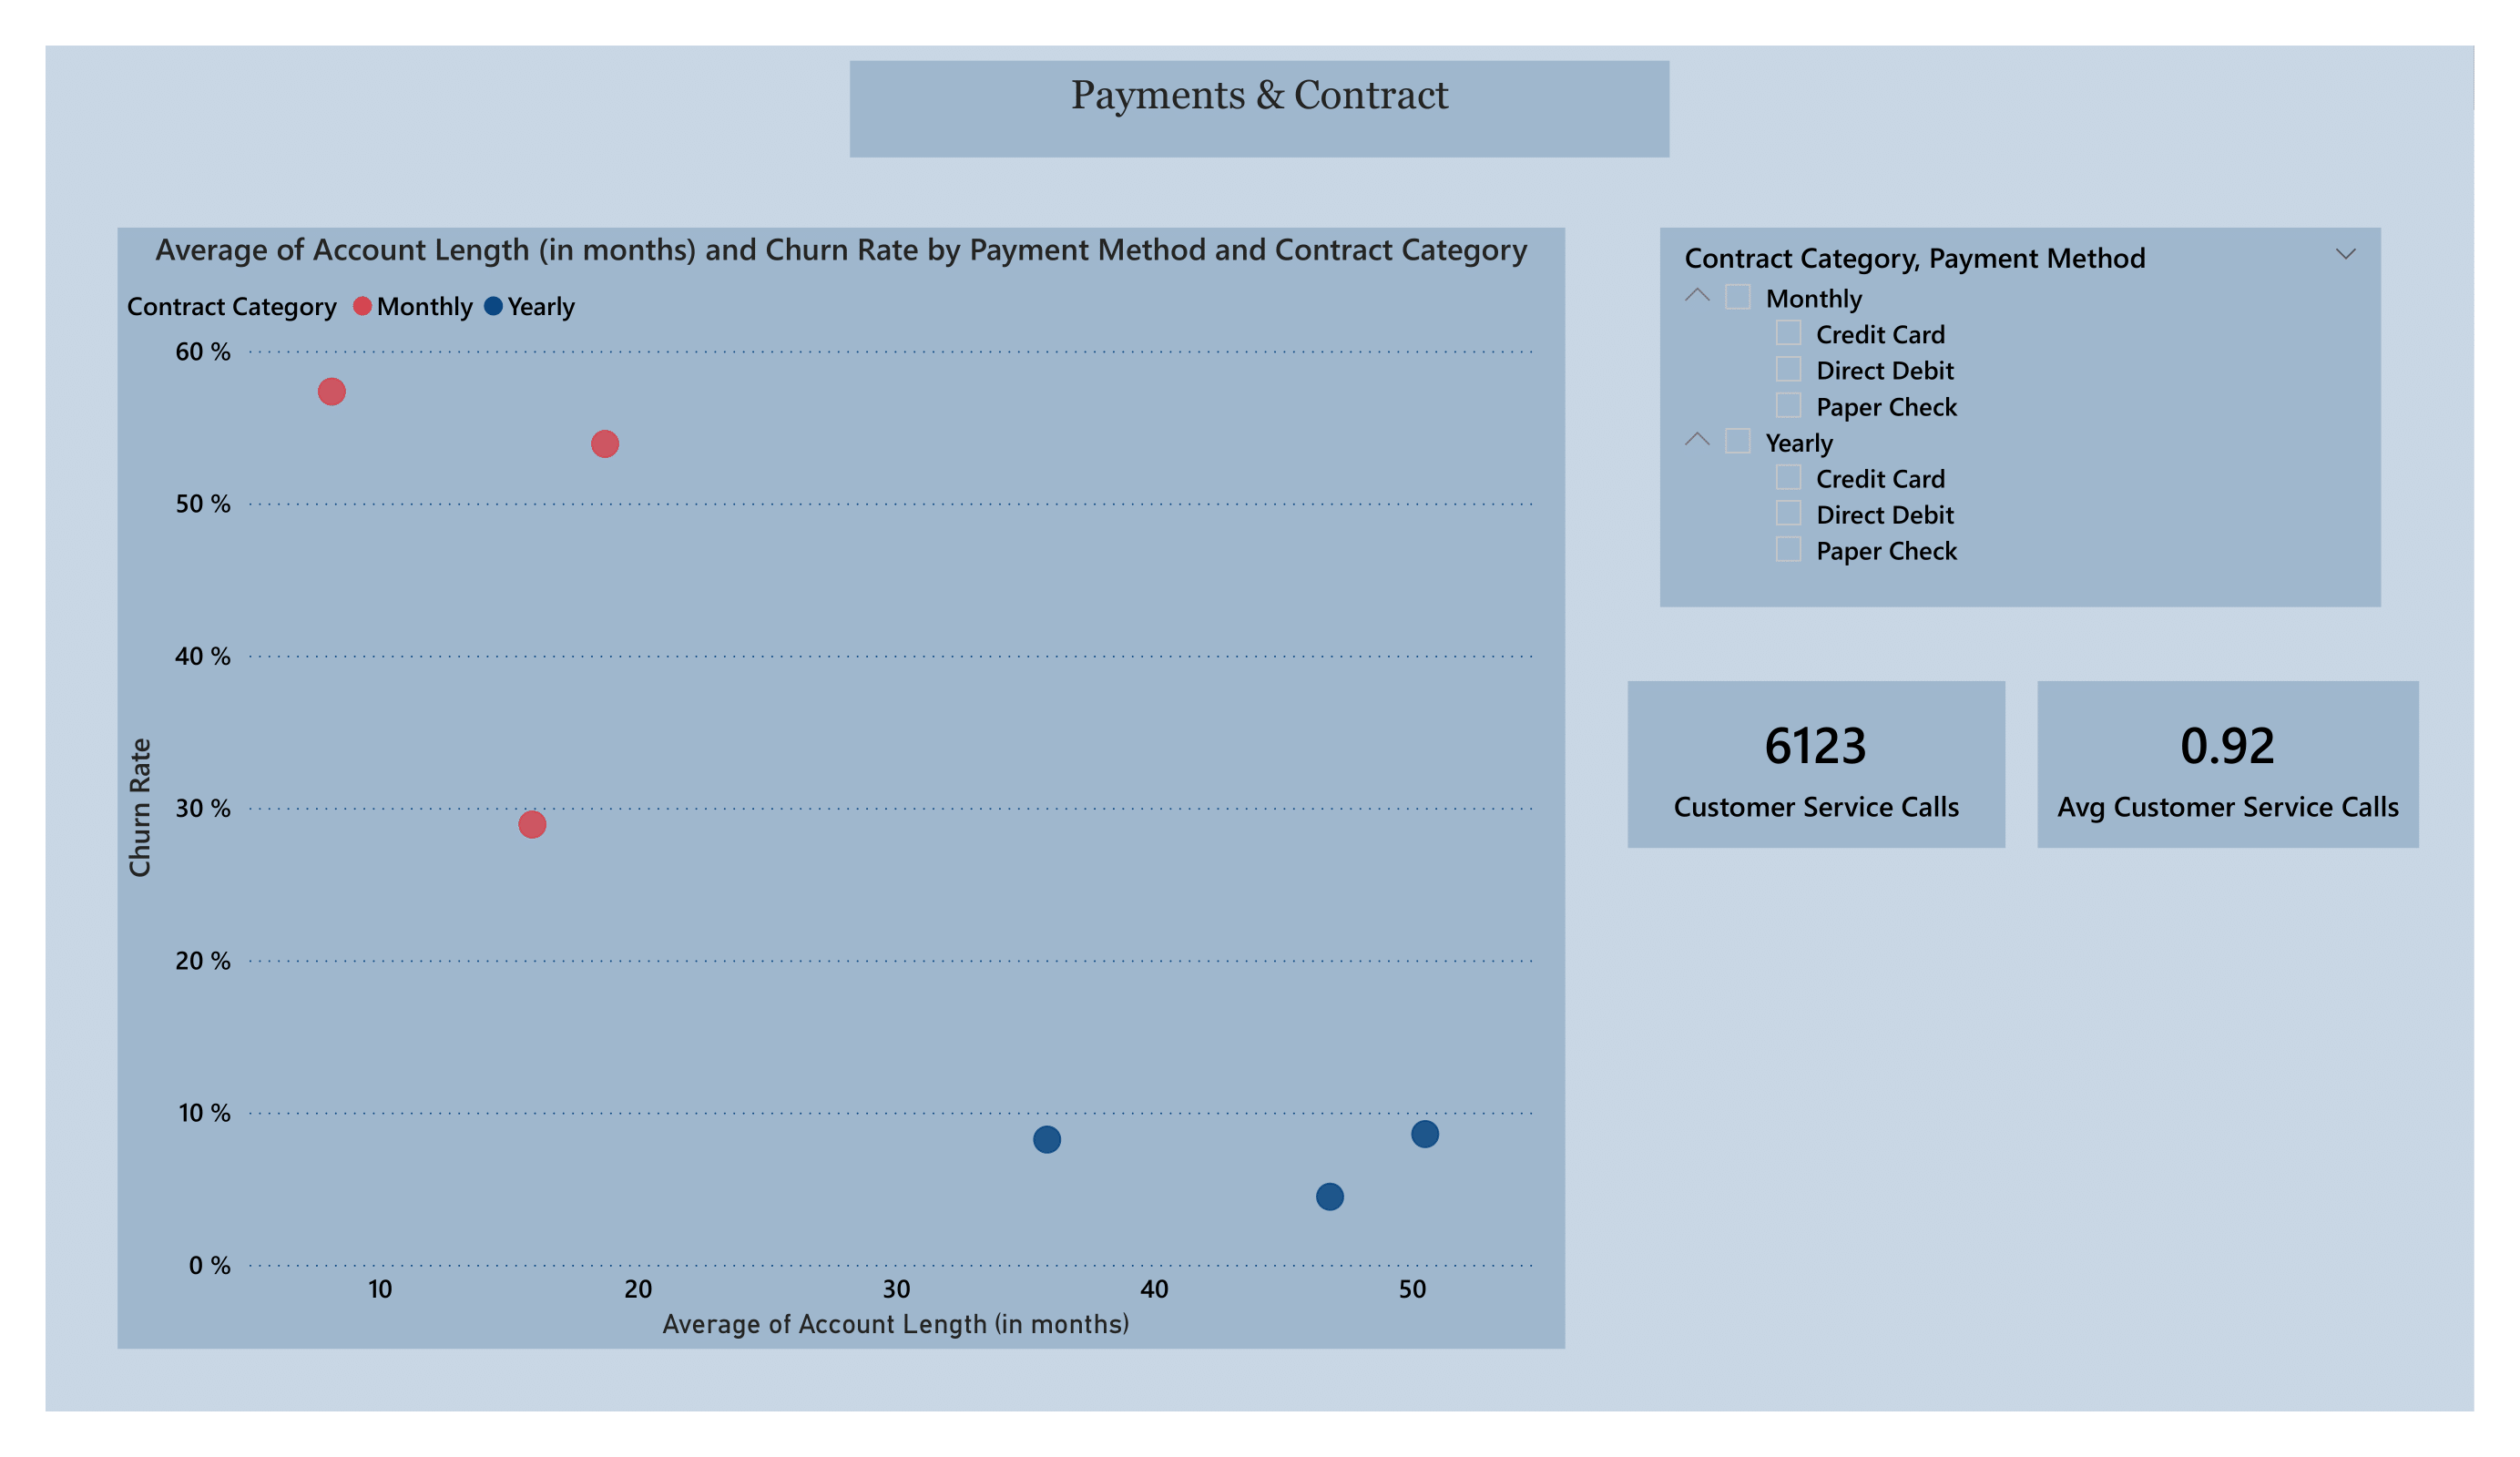 Payments & Contract
Average of Account Length (in months) and Churn Rate by Payment Method and Contract Category
Contract Category Monthly Yearly
60 %
50 %
40 %
30 %
20 %
10 %
0 %
Churn Rate
10 20 30 40 50
Average of Account Length (in months)
Contract Category, Payment Method
Monthly
Credit Card
Direct Debit
Paper Check
Yearly
Credit Card
Direct Debit
Paper Check
6123
Customer Service Calls
0.92
Avg Customer Service Calls